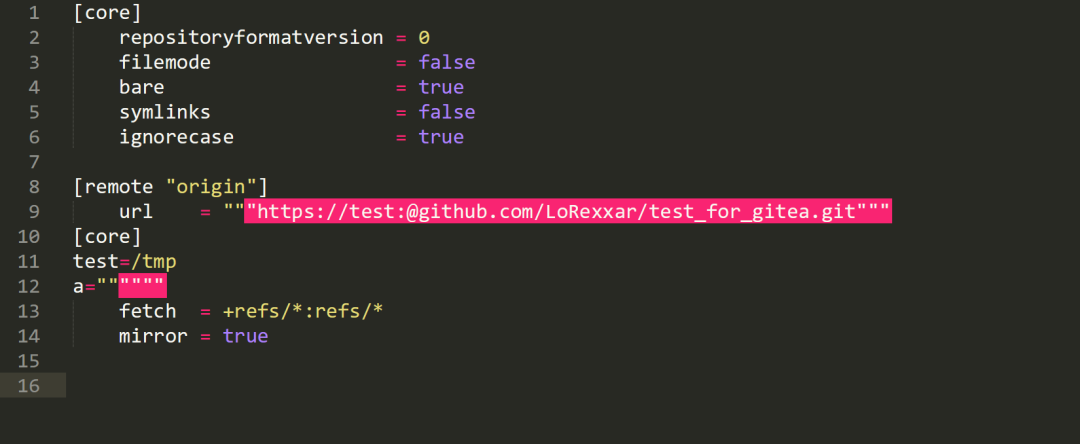 1 [core]
2 repositoryformatversion = 0
3 filemode = false
4 bare = true
5 symlinks = false
6 ignorecase = true
7
8 [remote "origin"]
9 url = """https://test:@github.com/LoRexxar/test_for_gitea.git"""
10 [core]
11 test=/tmp
12 a=""""""
13 fetch = +refs/*:refs/*
14 mirror = true
15
16